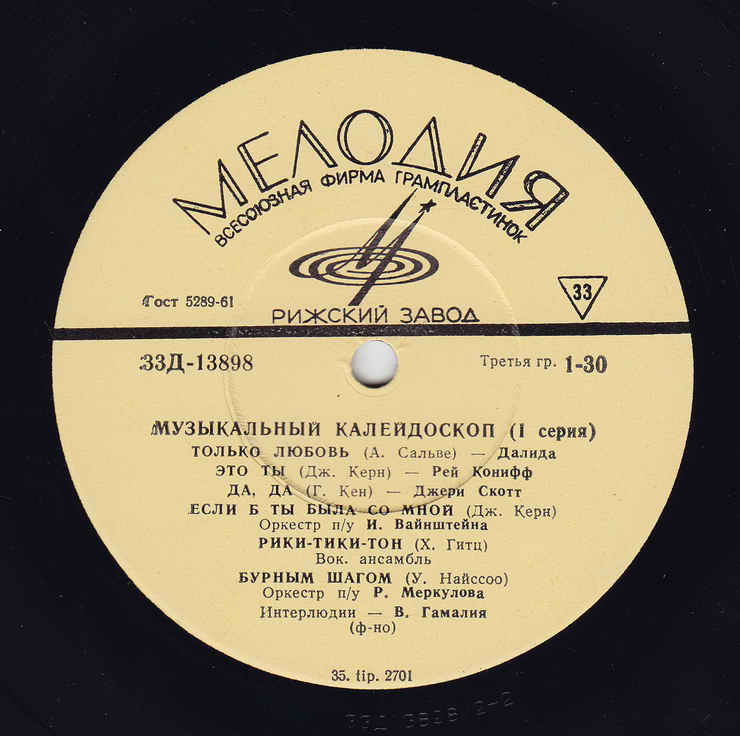 МЕЛОДИЯ
ВСЕСОЮЗНАЯ ФИРМА ГРАМПЛАСТИНОК
Гост 5289-61
33
РИЖСКИЙ ЗАВОД
33Д-13898
Третья гр. 1-30
МУЗЫКАЛЬНЫЙ КАЛЕЙДОСКОП (1 серия)
ТОЛЬКО ЛЮБОВЬ (А. Сальве) — Далида
ЭТО ТЫ (Дж. Керн) — Рей Конифф
ДА, ДА (Г. Кен) — Джери Скотт
ЕСЛИ Б ТЫ БЫЛА СО МНОЙ (Дж. Керн)
Оркестр п/у И. Вайнштейна
РИКИ-ТИКИ-ТОН (Х. Гитц)
Вок. ансамбль
БУРНЫМ ШАГОМ (У. Найссоо)
Оркестр п/у Р. Меркулова
Интерлюдии — В. Гамалия
(ф-но)
35. tip. 2701